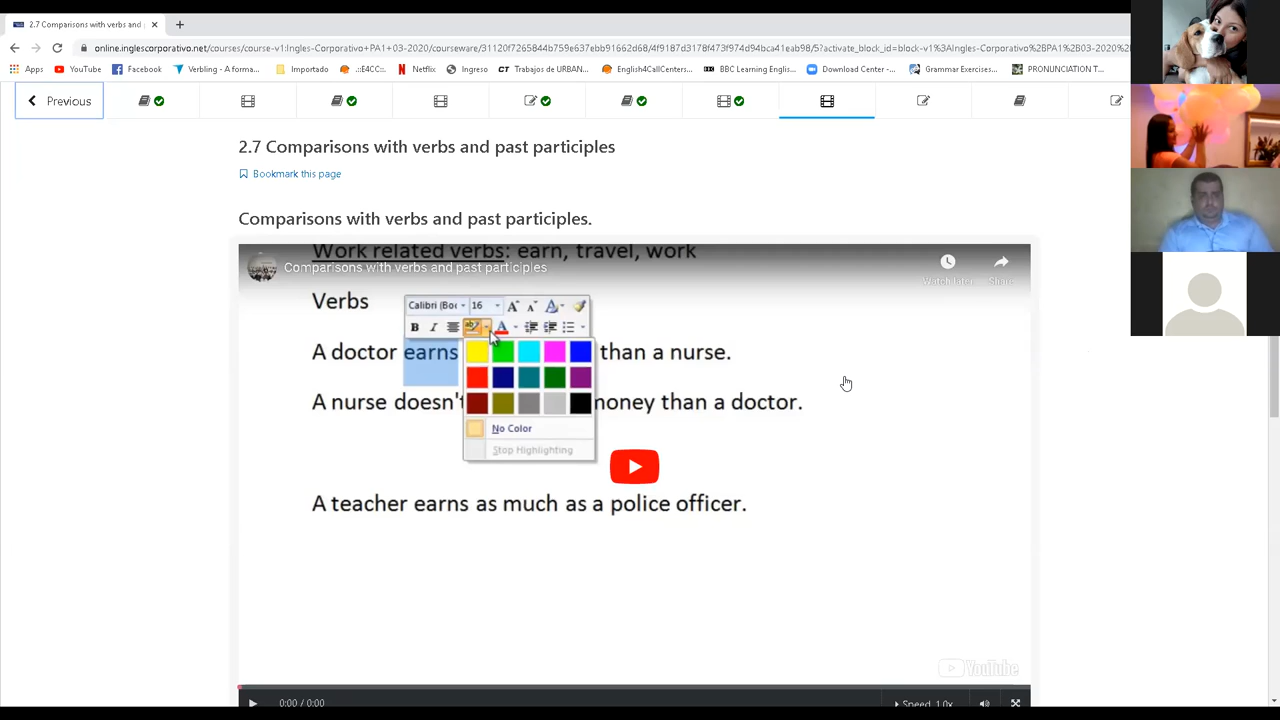 2.7 Comparisons with verbs and past
online.inglescorporativo.net/courses/course-v1:Ingles-Corporativo+PA1+03-2020/courseware/31120f7265844b759e637ebb91662d68/4f9187d3178f473f974d94bca41eab98/5?activate_block_id=block-v1%3AIngles-Corporativo%2BPA1%2B03-2020%
Apps YouTube Facebook Verbling - A forma... Importado .::E4CC::. Netflix Ingreso CT Trabajos de URBAN... English4CallCenters... BBC Learning Englis... Download Center -... Grammar Exercises... PRONUNCIATION T...
Previous
2.7 Comparisons with verbs and past participles
Bookmark this page
Comparisons with verbs and past participles.
Work related verbs: earn, travel, work
Comparisons with verbs and past participles
Watch later Share
Verbs
Calibri (Boc 16
A doctor earns than a nurse.
A nurse doesn't money than a doctor.
No Color
Stop Highlighting
A teacher earns as much as a police officer.
YouTube
0:00 / 0:00 Speed 1.0x